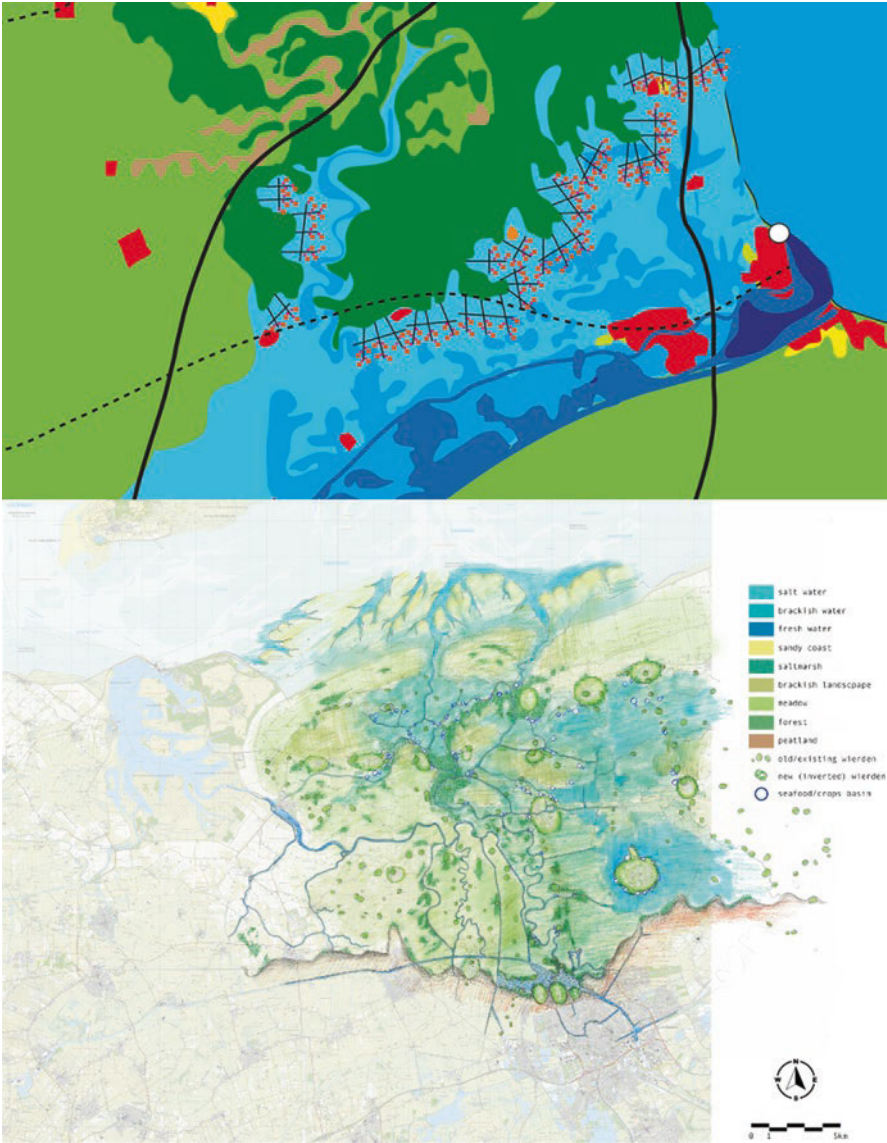 salt water
brackish water
fresh water
sandy coast
saltmarsh
brackish landscpape
meadow
forest
peatland
old/existing wierden
new (inverted) wierden
seafood/crops basin
N
W E
S
0 1 5km